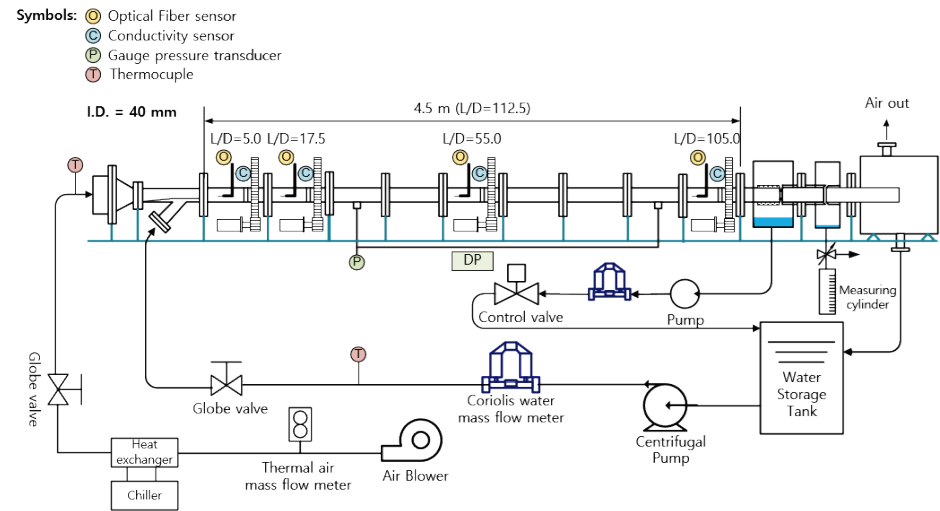 Symbols: O Optical Fiber sensor
C Conductivity sensor
P Gauge pressure transducer
T Thermocuple
I.D. = 40 mm
4.5 m (L/D=112.5)
Air out
L/D=5.0 L/D=17.5 L/D=55.0 L/D=105.0
O O O O
T C C C C
P DP
Control valve
Pump
Measuring
cylinder
T
Globe valve
Globe valve
Coriolis water
mass flow meter
Water
Storage
Tank
Centrifugal
Pump
Heat
exchanger
Chiller
Thermal air
mass flow meter
Air Blower